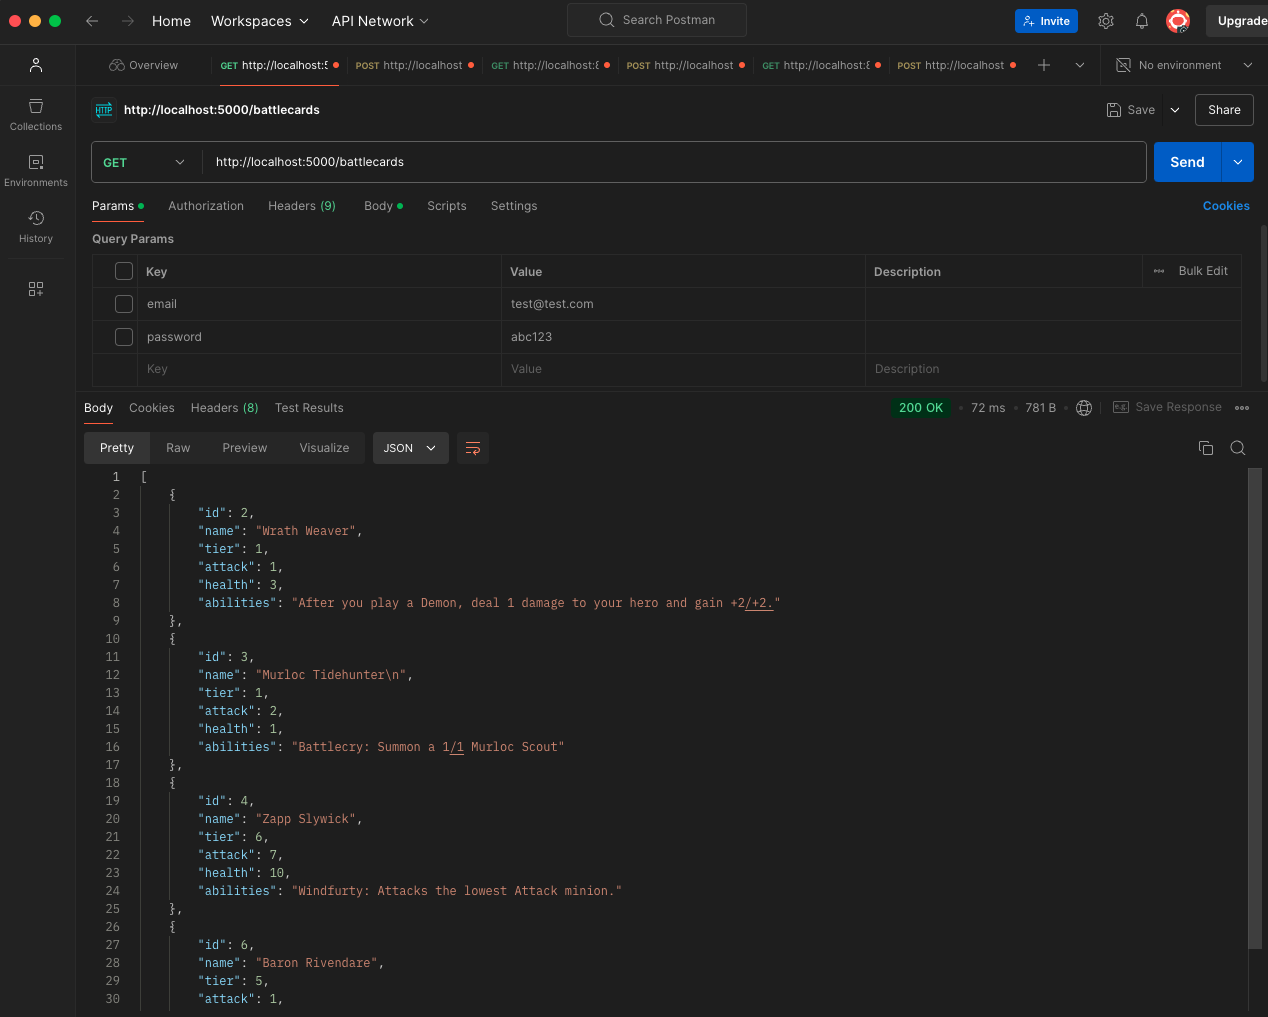 Home Workspaces API Network Search Postman Invite Upgrade
Overview GET http://localhost:5 POST http://localhost GET http://localhost:8 POST http://localhost GET http://localhost:8 POST http://localhost No environment
HTTP http://localhost:5000/battlecards Save Share
Collections
GET http://localhost:5000/battlecards Send
Environments
Params Authorization Headers (9) Body Scripts Settings Cookies
History
Query Params
Key Value Description Bulk Edit
email test@test.com
password abc123
Key Value Description
Body Cookies Headers (8) Test Results 200 OK 72 ms 781 B e.g. Save Response
Pretty Raw Preview Visualize JSON
1 [
2 {
3 "id": 2,
4 "name": "Wrath Weaver",
5 "tier": 1,
6 "attack": 1,
7 "health": 3,
8 "abilities": "After you play a Demon, deal 1 damage to your hero and gain +2/+2."
9 },
10 {
11 "id": 3,
12 "name": "Murloc Tidehunter\n",
13 "tier": 1,
14 "attack": 2,
15 "health": 1,
16 "abilities": "Battlecry: Summon a 1/1 Murloc Scout"
17 },
18 {
19 "id": 4,
20 "name": "Zapp Slywick",
21 "tier": 6,
22 "attack": 7,
23 "health": 10,
24 "abilities": "Windfurty: Attacks the lowest Attack minion."
25 },
26 {
27 "id": 6,
28 "name": "Baron Rivendare",
29 "tier": 5,
30 "attack": 1,